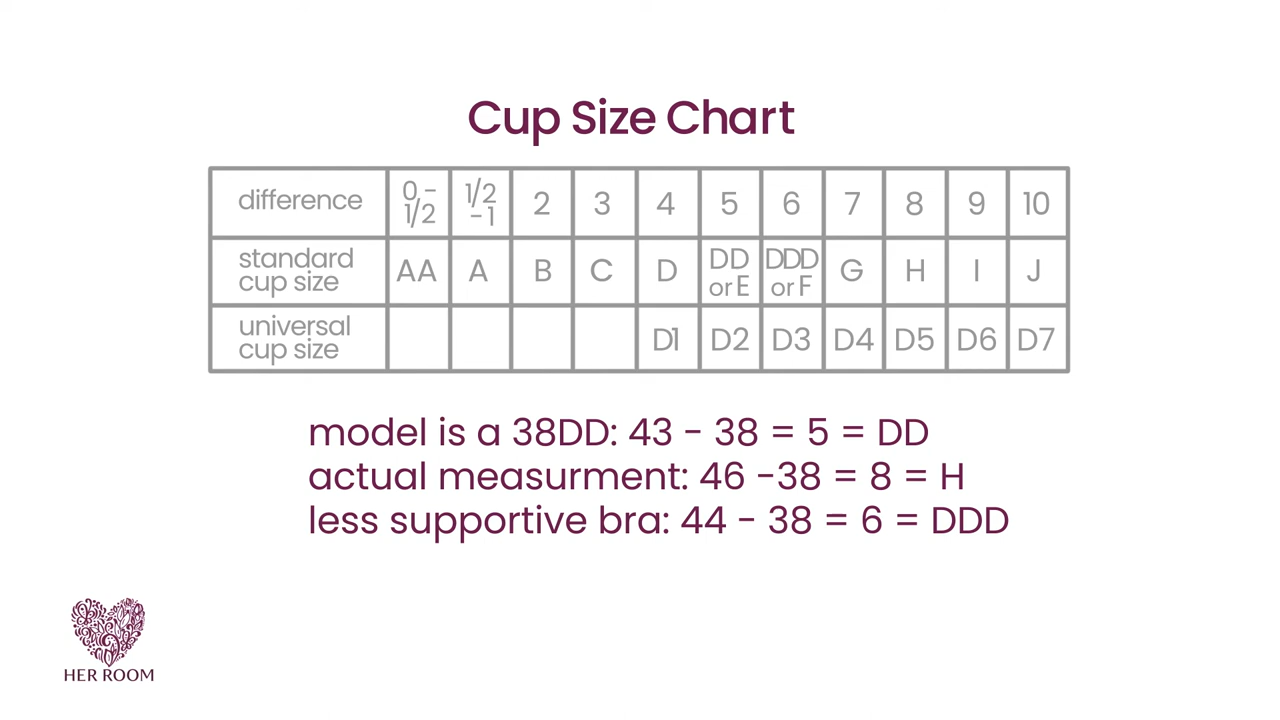 Cup Size Chart
difference 0 - 1/2 1/2 - 1 2 3 4 5 6 7 8 9 10
standard cup size AA A B C D DD or E DDD or F G H I J
universal cup size D1 D2 D3 D4 D5 D6 D7
model is a 38DD: 43 - 38 = 5 = DD
actual measurment: 46 -38 = 8 = H
less supportive bra: 44 - 38 = 6 = DDD
HER ROOM